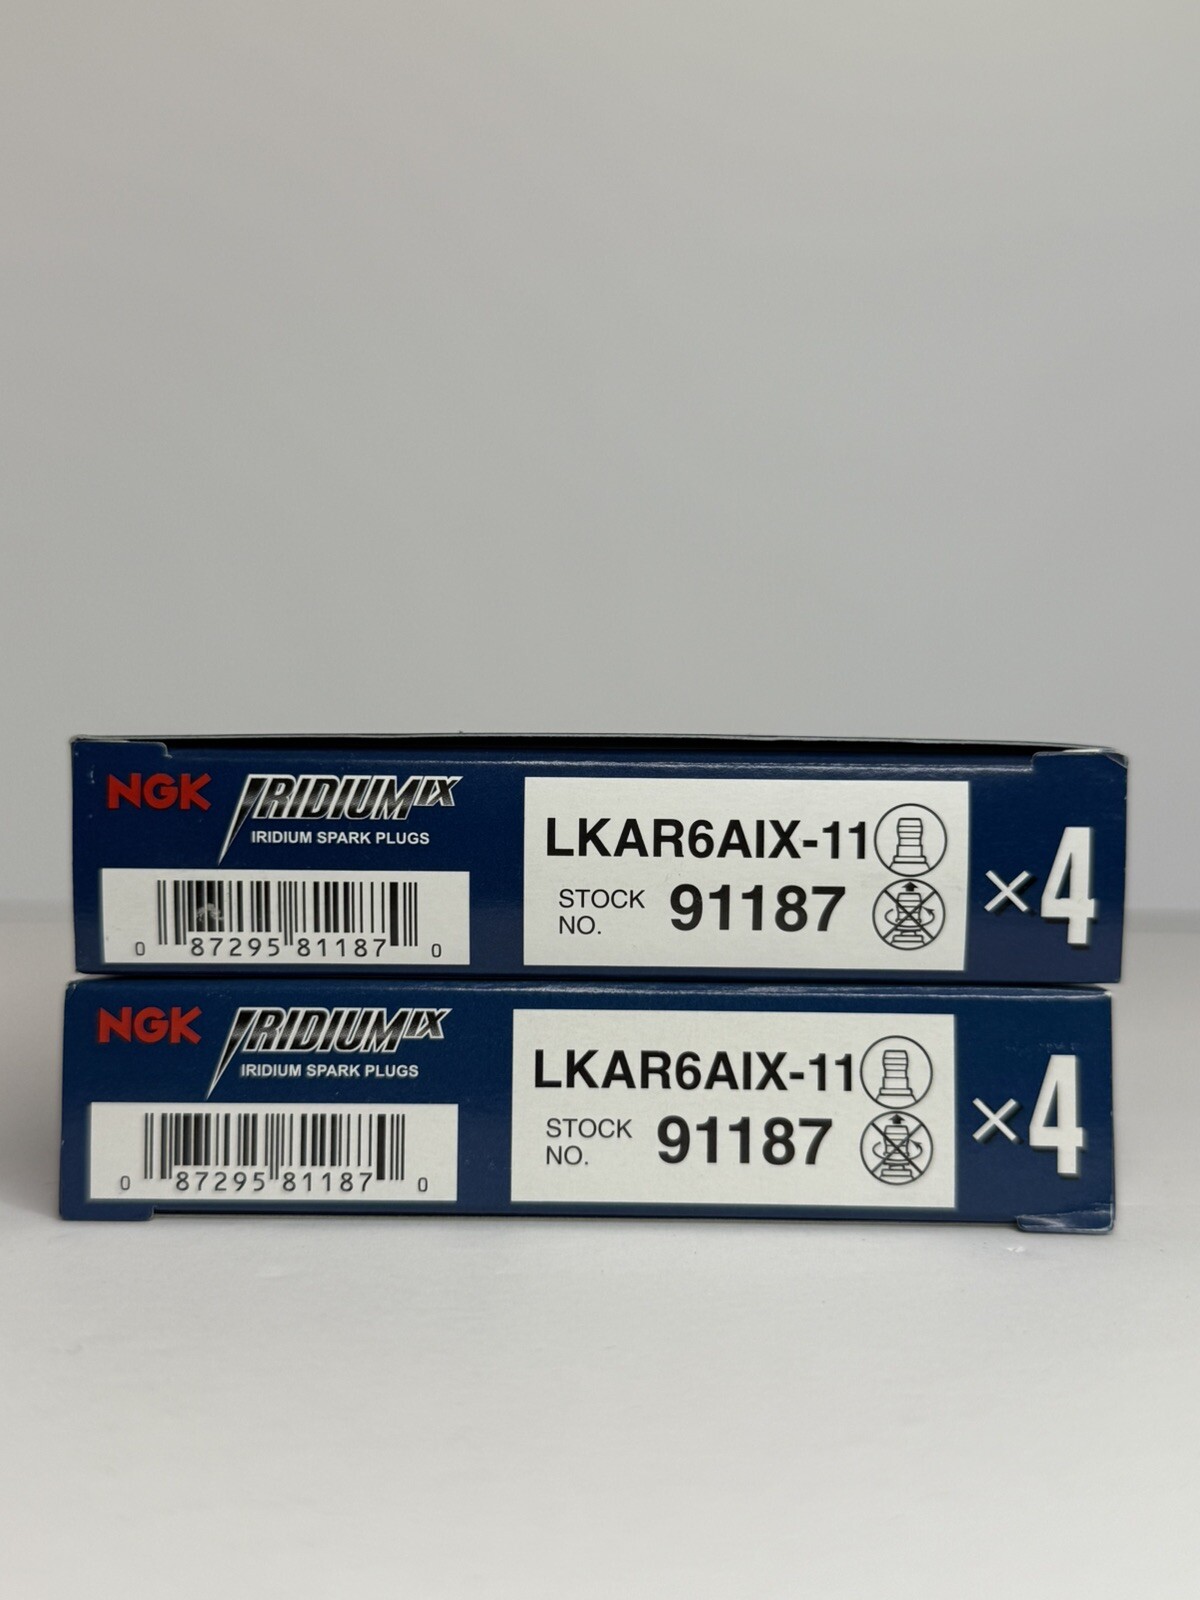 NGK IRIDIUM IX
IRIDIUM SPARK PLUGS
0 87295 81187 0
LKAR6AIX-11
STOCK NO. 91187
×4
NGK IRIDIUM IX
IRIDIUM SPARK PLUGS
0 87295 81187 0
LKAR6AIX-11
STOCK NO. 91187
×4